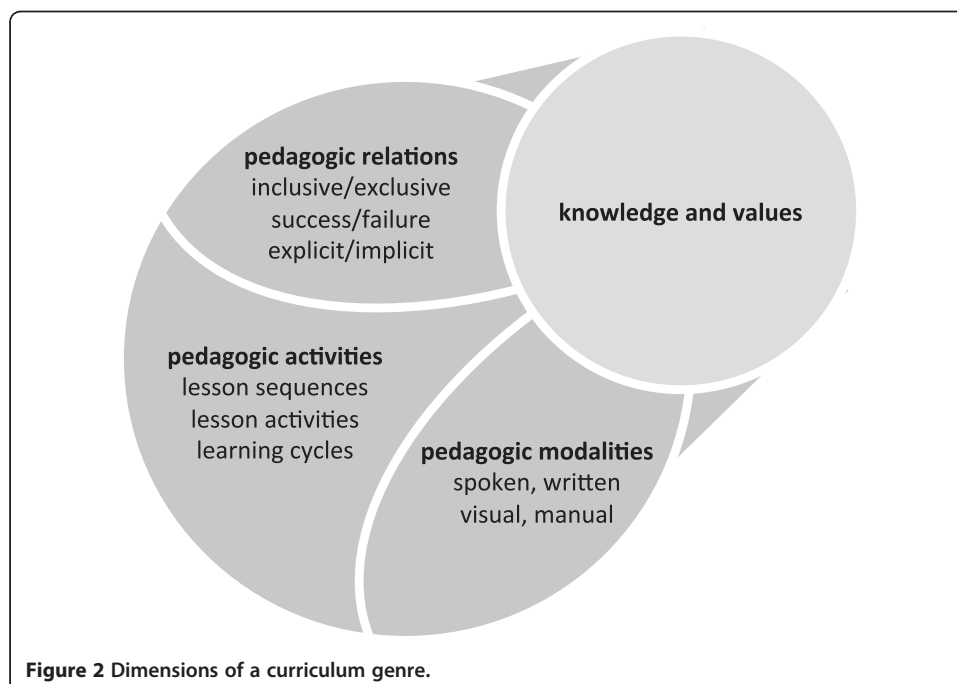 pedagogic relations
inclusive/exclusive
success/failure
explicit/implicit
knowledge and values
pedagogic activities
lesson sequences
lesson activities
learning cycles
pedagogic modalities
spoken, written
visual, manual
Figure 2 Dimensions of a curriculum genre.